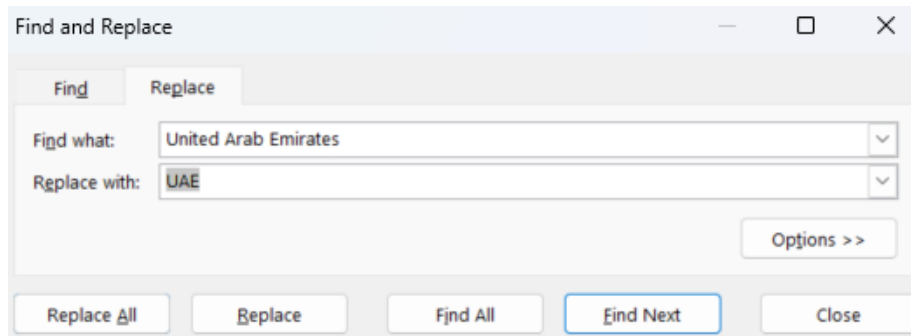 Find and Replace
Find Replace
Find what: United Arab Emirates
Replace with: UAE
Options >>
Replace All Replace Find All Find Next Close